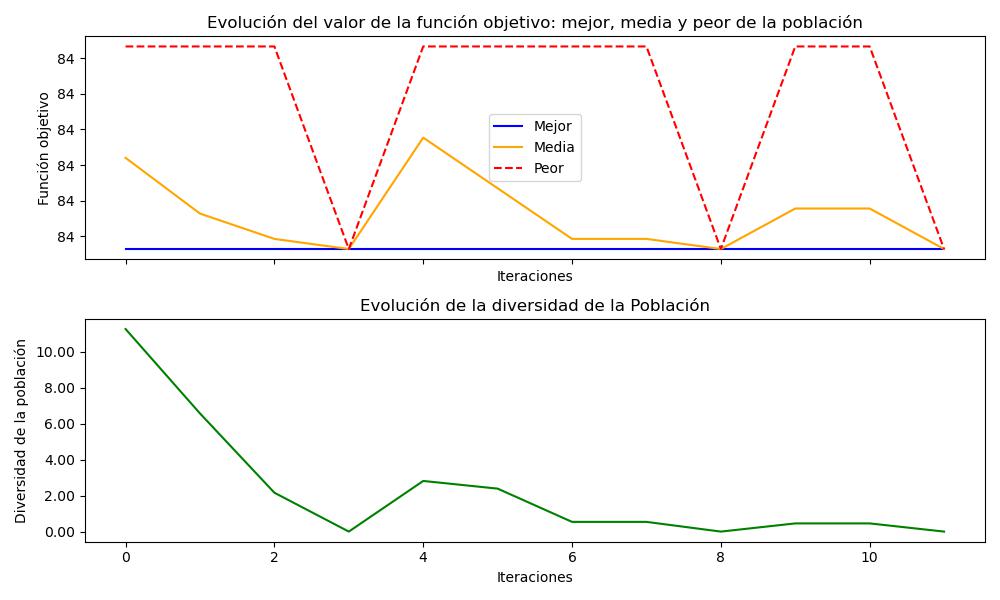 Evolución del valor de la función objetivo: mejor, media y peor de la población
Función objetivo
84
84
84
84
84
84
Mejor
Media
Peor
Iteraciones
Evolución de la diversidad de la Población
Diversidad de la población
10.00
8.00
6.00
4.00
2.00
0.00
0 2 4 6 8 10
Iteraciones